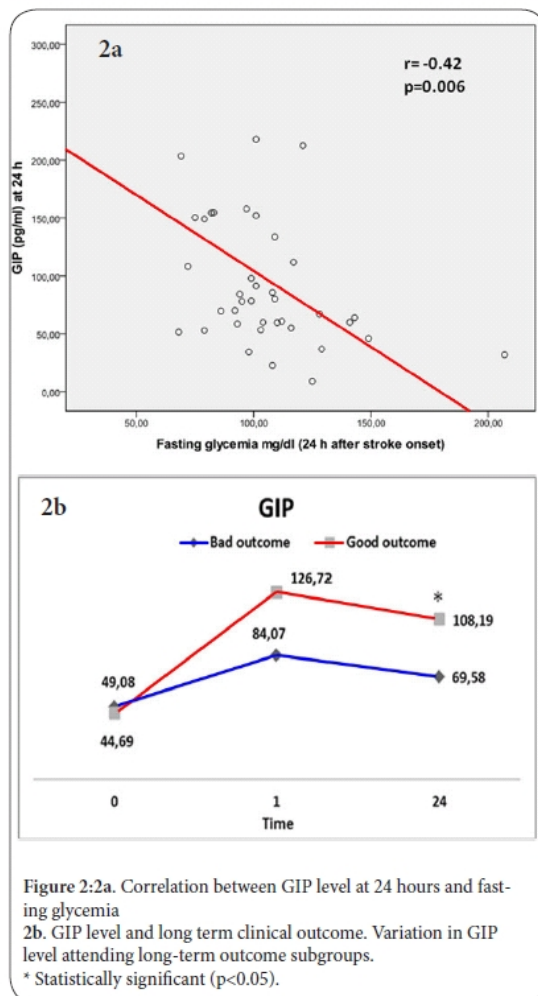 2a
r= -0.42
p=0.006
300,00
250,00
200,00
150,00
100,00
50,00
0,00
GIP (pg/ml) at 24 h
50,00 100,00 150,00 200,00
Fasting glycemia mg/dl (24 h after stroke onset)
2b
GIP
Bad outcome Good outcome
126,72
*
108,19
84,07
69,58
49,08
44,69
0 1 24
Time
Figure 2:2a. Correlation between GIP level at 24 hours and fast-
ing glycemia
2b. GIP level and long term clinical outcome. Variation in GIP
level attending long-term outcome subgroups.
* Statistically significant (p<0.05).